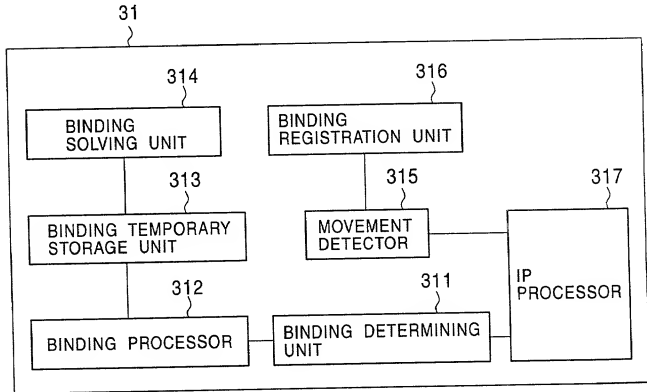 31
314
BINDING
SOLVING UNIT
316
BINDING
REGISTRATION UNIT
313
BINDING TEMPORARY
STORAGE UNIT
315
MOVEMENT
DETECTOR
317
IP
PROCESSOR
312
BINDING PROCESSOR
311
BINDING DETERMINING
UNIT